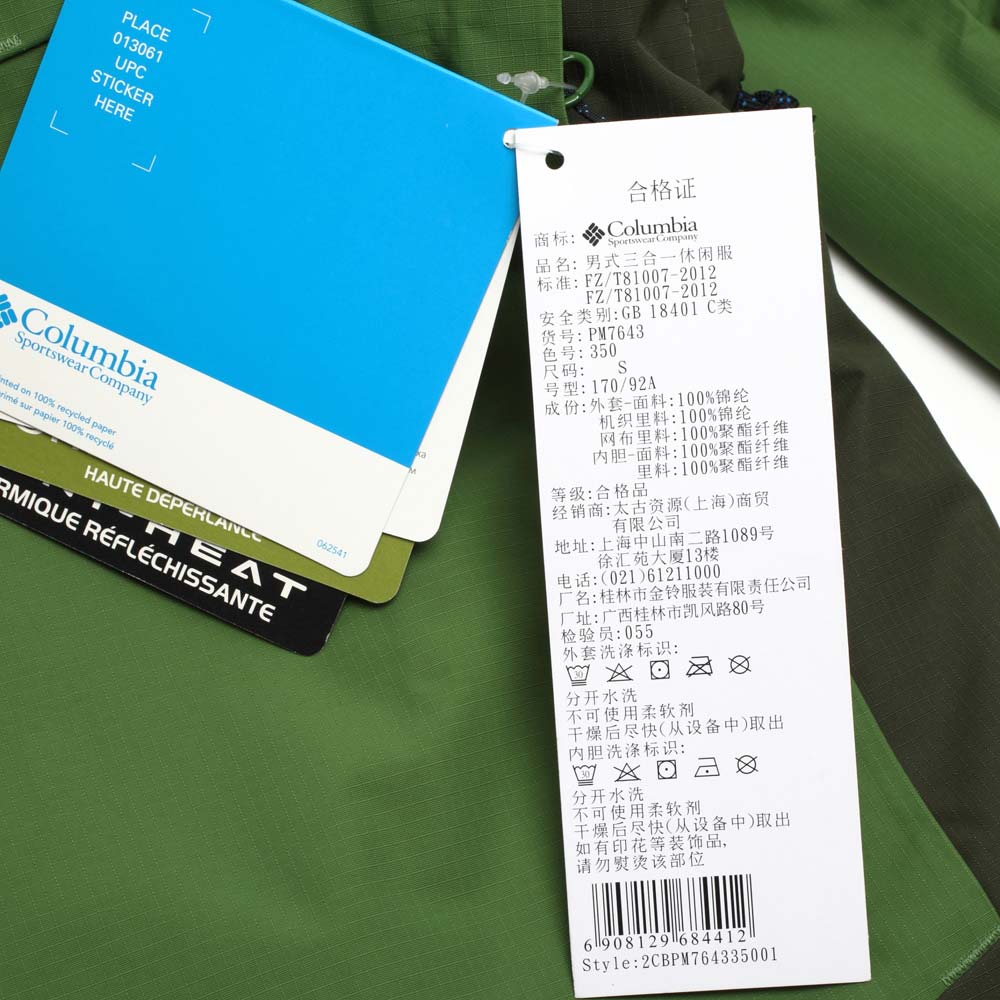 PLACE
013061
UPC
STICKER
HERE
Columbia
Sportswear Company
on 100% recycled paper
sur papier 100% recyclé
062541
HAUTE DEPERLANCE
HEAT
RÉFLÉCHISSANTE
合格证
商标: Columbia
Sportswear Company
品名: 男式三合一休闲服
标准: FZ/T81007-2012
FZ/T81007-2012
安全类别:GB 18401 C类
货号: PM7643
色号: 350
尺码: S
号型: 170/92A
成份: 外套-面料:100%锦纶
机织里料:100%锦纶
网布里料:100%聚酯纤维
内胆-面料:100%聚酯纤维
里料:100%聚酯纤维
等级: 合格品
经销商: 太古资源(上海)商贸
有限公司
地址: 上海中山南二路1089号
徐汇苑大厦13楼
电话: (021)61211000
厂名: 桂林市金铃服装有限责任公司
厂址: 广西桂林市凯风路80号
检验员: 055
外套洗涤标识:
30
分开水洗
不可使用柔软剂
干燥后尽快(从设备中)取出
内胆洗涤标识:
30
分开水洗
不可使用柔软剂
干燥后尽快(从设备中)取出
如有印花等装饰品,
请勿熨烫该部位
6 908129 684412
Style:2CBPM764335001